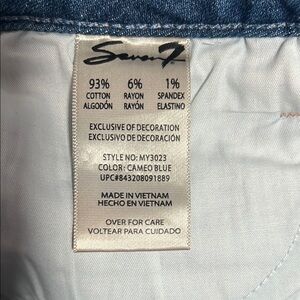 Seven7
93% 6% 1%
COTTON RAYON SPANDEX
ALGODÓN RAYÓN ELASTINO
EXCLUSIVE OF DECORATION
EXCLUSIVO DE DECORACIÓN
STYLE NO: MY3023
COLOR: CAMEO BLUE
UPC#843208091889
MADE IN VIETNAM
HECHO EN VIETNAM
OVER FOR CARE
VOLTEAR PARA CUIDADO